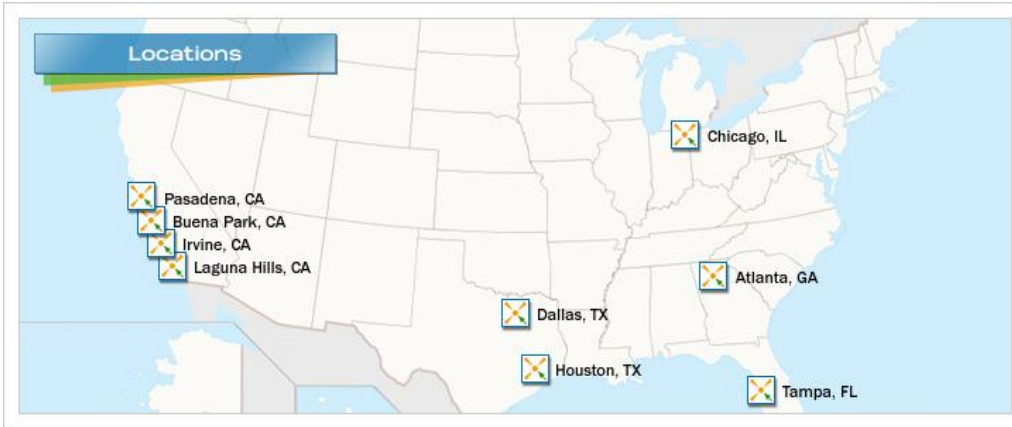 Locations
Chicago, IL
Pasadena, CA
Buena Park, CA
Irvine, CA
Laguna Hills, CA
Atlanta, GA
Dallas, TX
Houston, TX
Tampa, FL